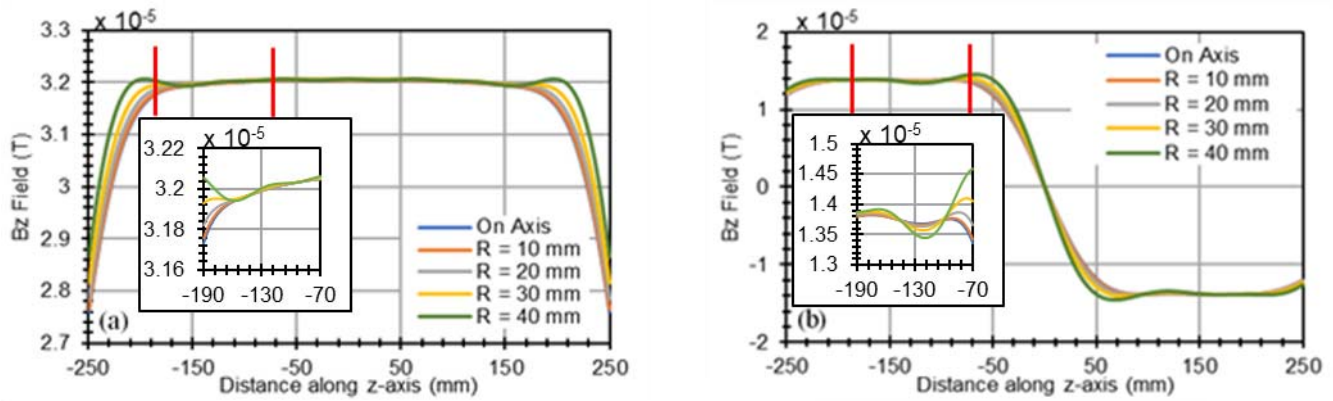 x 10-5
3.3
3.2
3.1
3
2.9
2.8
2.7
Bz Field (T)
-250
-150
-50
50
150
250
Distance along z-axis (mm)
x 10-5
3.22
3.2
3.18
3.16
-190
-130
-70
On Axis
R = 10 mm
R = 20 mm
R = 30 mm
R = 40 mm
(a)
x 10-5
2
1
0
-1
-2
Bz Field (T)
-250
-150
-50
50
150
250
Distance along z-axis (mm)
x 10-5
1.5
1.45
1.4
1.35
1.3
-190
-130
-70
On Axis
R = 10 mm
R = 20 mm
R = 30 mm
R = 40 mm
(b)